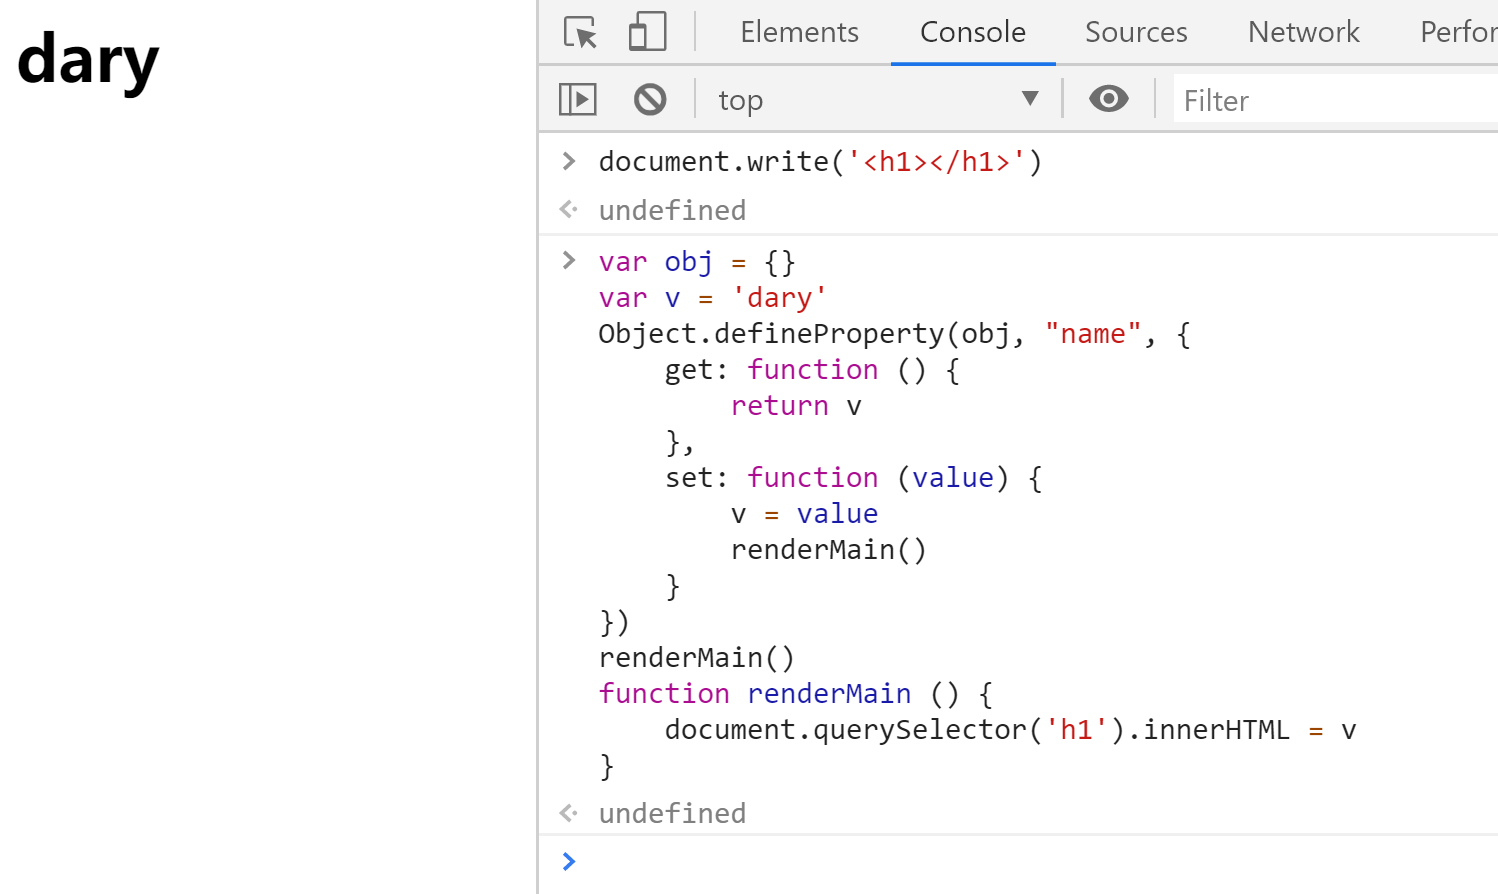 dary
Elements Console Sources Network Perfor
top Filter
document.write('<h1></h1>')
undefined
var obj = {}
var v = 'dary'
Object.defineProperty(obj, "name", {
    get: function () {
        return v
    },
    set: function (value) {
        v = value
        renderMain()
    }
})
renderMain()
function renderMain () {
    document.querySelector('h1').innerHTML = v
}
undefined